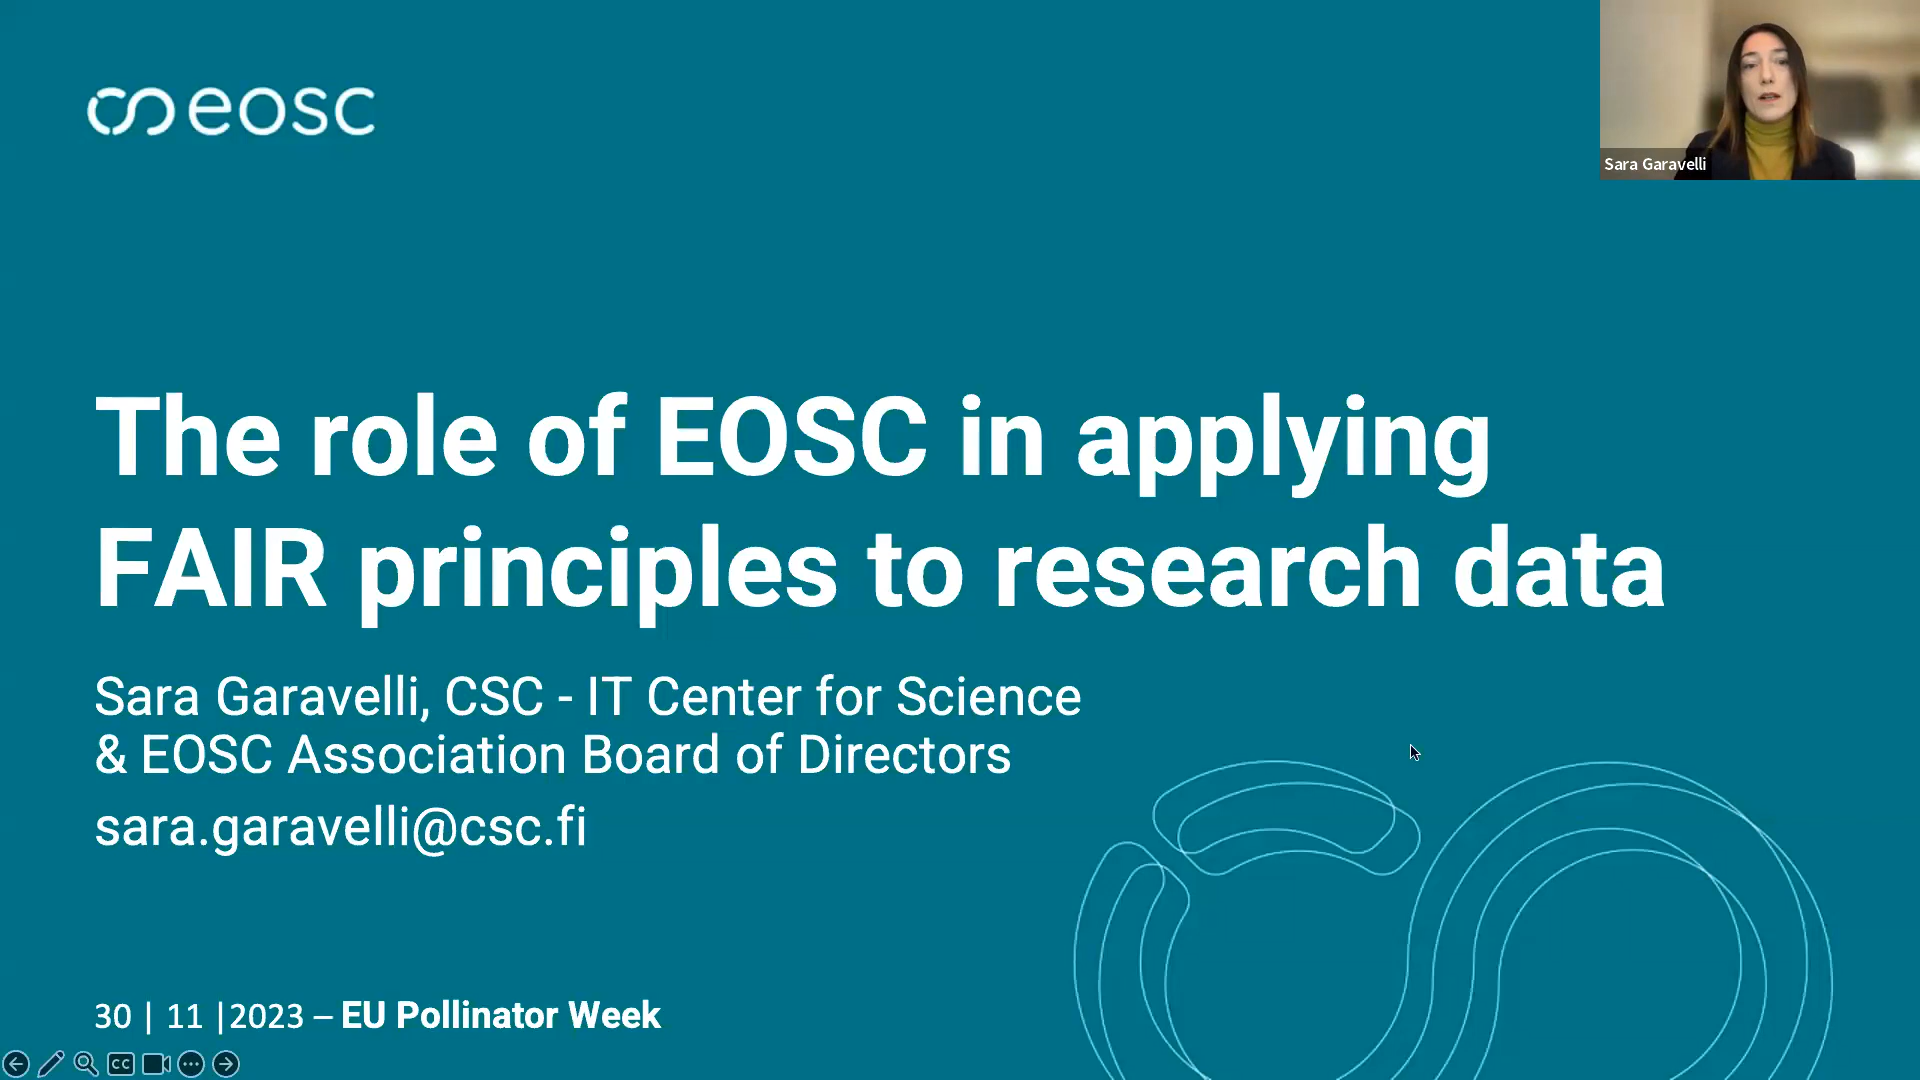 eosc
Sara Garavelli
The role of EOSC in applying
FAIR principles to research data
Sara Garavelli, CSC - IT Center for Science
& EOSC Association Board of Directors
sara.garavelli@csc.fi
30 | 11 |2023 – EU Pollinator Week
CC